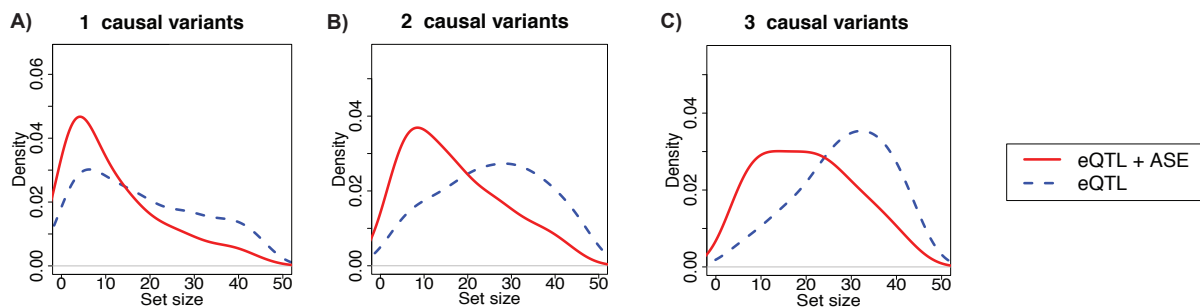 A) 1 causal variants
Density
0.00 0.02 0.04 0.06
0 10 20 30 40 50
Set size
B) 2 causal variants
Density
0.00 0.02 0.04
0 10 20 30 40 50
Set size
C) 3 causal variants
Density
0.00 0.02 0.04
0 10 20 30 40 50
Set size
eQTL + ASE
eQTL